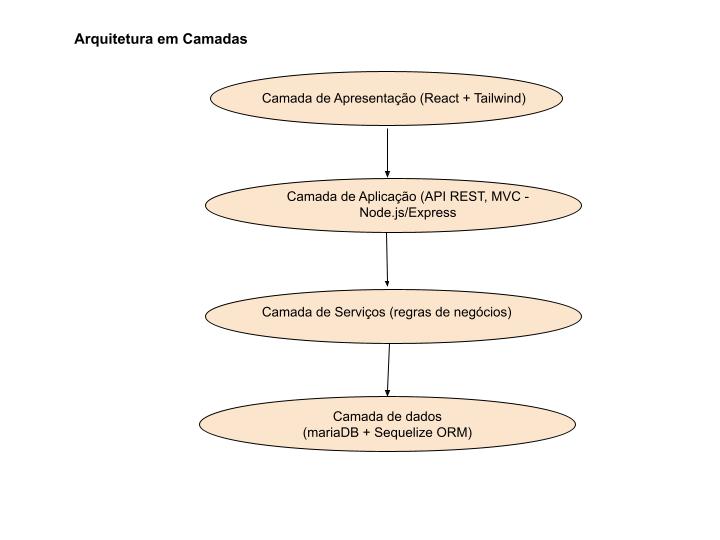 Arquitetura em Camadas
Camada de Apresentação (React + Tailwind)
Camada de Aplicação (API REST, MVC -
Node.js/Express
Camada de Serviços (regras de negócios)
Camada de dados
(mariaDB + Sequelize ORM)